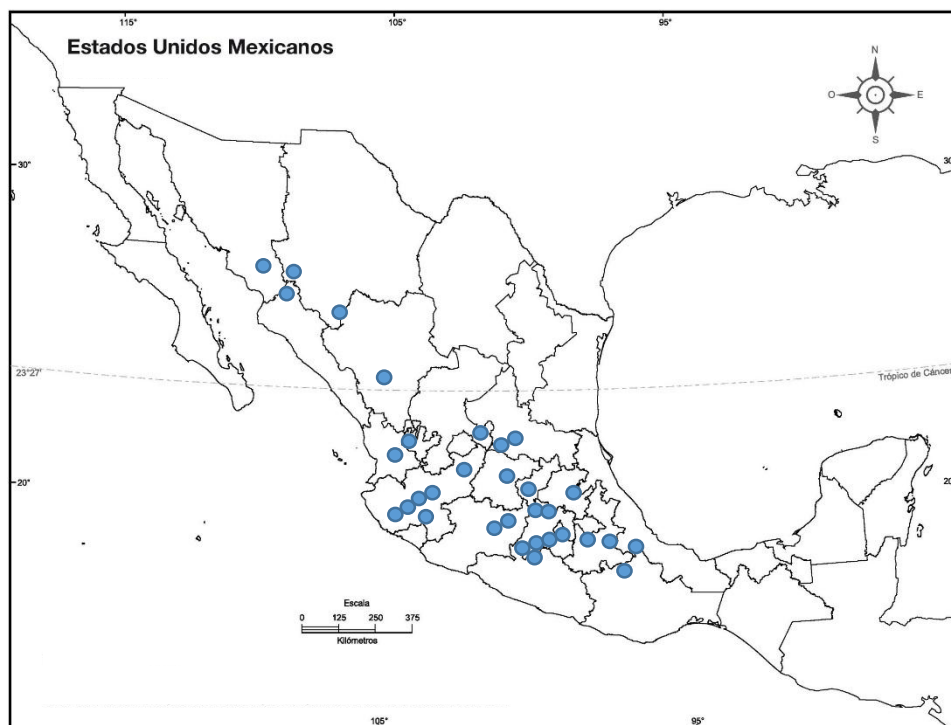 115°
105°
95°
Estados Unidos Mexicanos
N
O
E
S
30°
30
23°27'
Trópico de Cáncer
20°
20
Escala
0 125 250 375
Kilómetros
105°
95°